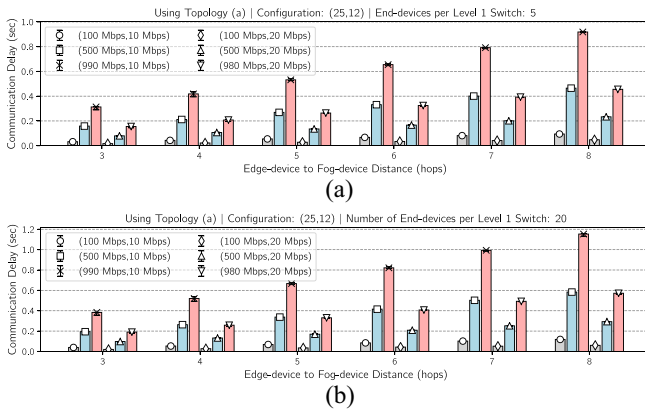 Using Topology (a) | Configuration: (25,12) | End-devices per Level 1 Switch: 5
Communication Delay (sec)
1.0
0.8
0.6
0.4
0.2
0.0
(100 Mbps,10 Mbps)
(100 Mbps,20 Mbps)
(500 Mbps,10 Mbps)
(500 Mbps,20 Mbps)
(990 Mbps,10 Mbps)
(980 Mbps,20 Mbps)
3 4 5 6 7 8
Edge-device to Fog-device Distance (hops)
(a)
Using Topology (a) | Configuration: (25,12) | Number of End-devices per Level 1 Switch: 20
Communication Delay (sec)
1.2
1.0
0.8
0.6
0.4
0.2
0.0
(100 Mbps,10 Mbps)
(100 Mbps,20 Mbps)
(500 Mbps,10 Mbps)
(500 Mbps,20 Mbps)
(990 Mbps,10 Mbps)
(980 Mbps,20 Mbps)
3 4 5 6 7 8
Edge-device to Fog-device Distance (hops)
(b)